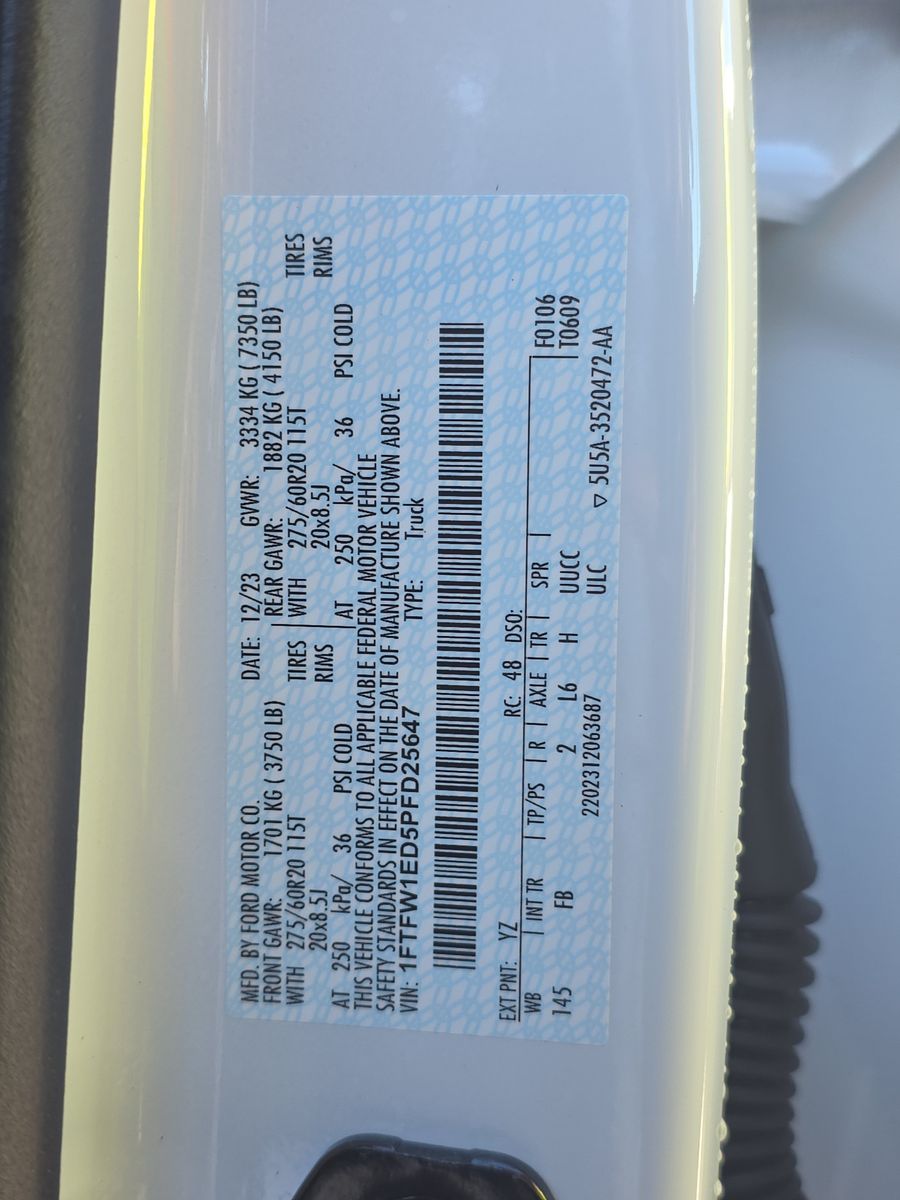 MFD. BY FORD MOTOR CO. DATE: 12/23 GVWR: 3334 KG ( 7350 LB)
FRONT GAWR: 1701 KG ( 3750 LB) REAR GAWR: 1882 KG ( 4150 LB)
WITH 275/60R20 115T TIRES WITH 275/60R20 115T TIRES
20x8.5J RIMS 20x8.5J RIMS
AT 250 kPa/ 36 PSI COLD AT 250 kPa/ 36 PSI COLD
THIS VEHICLE CONFORMS TO ALL APPLICABLE FEDERAL MOTOR VEHICLE
SAFETY STANDARDS IN EFFECT ON THE DATE OF MANUFACTURE SHOWN ABOVE.
VIN: 1FTFW1ED5PFD25647 TYPE: Truck
EXT PNT: YZ RC: 48 DSO:
WB INT TR TP/PS R AXLE TR SPR F0106
145 FB 2 L6 H UUCC T0609
2202312063687 ULC ▽ 5U5A-3520472-AA